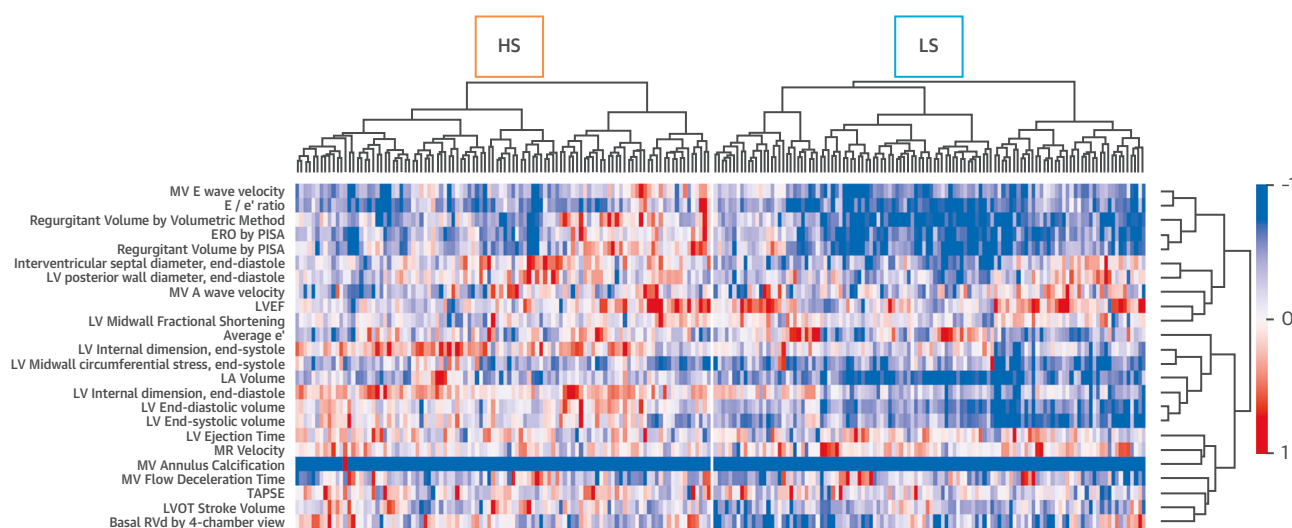 HS
LS
MV E wave velocity
E / e' ratio
Regurgitant Volume by Volumetric Method
ERO by PISA
Regurgitant Volume by PISA
Interventricular septal diameter, end-diastole
LV posterior wall diameter, end-diastole
MV A wave velocity
LVEF
LV Midwall Fractional Shortening
Average e'
LV Internal dimension, end-systole
LV Midwall circumferential stress, end-systole
LA Volume
LV Internal dimension, end-diastole
LV End-diastolic volume
LV End-systolic volume
LV Ejection Time
MR Velocity
MV Annulus Calcification
MV Flow Deceleration Time
TAPSE
LVOT Stroke Volume
Basal RVd by 4-chamber view
-1
0
1